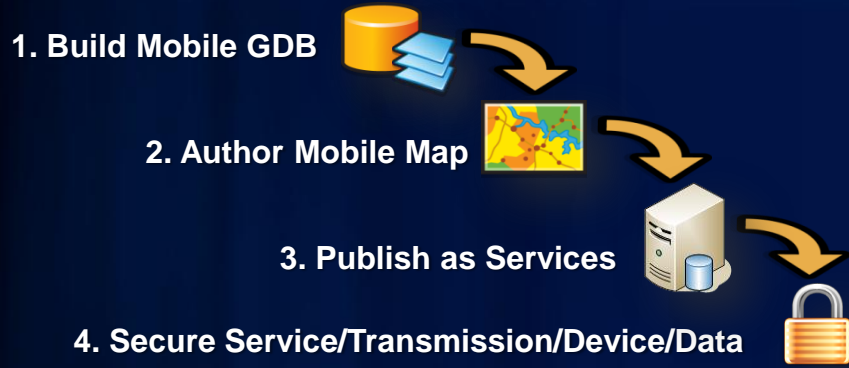 1. Build Mobile GDB
2. Author Mobile Map
3. Publish as Services
4. Secure Service/Transmission/Device/Data